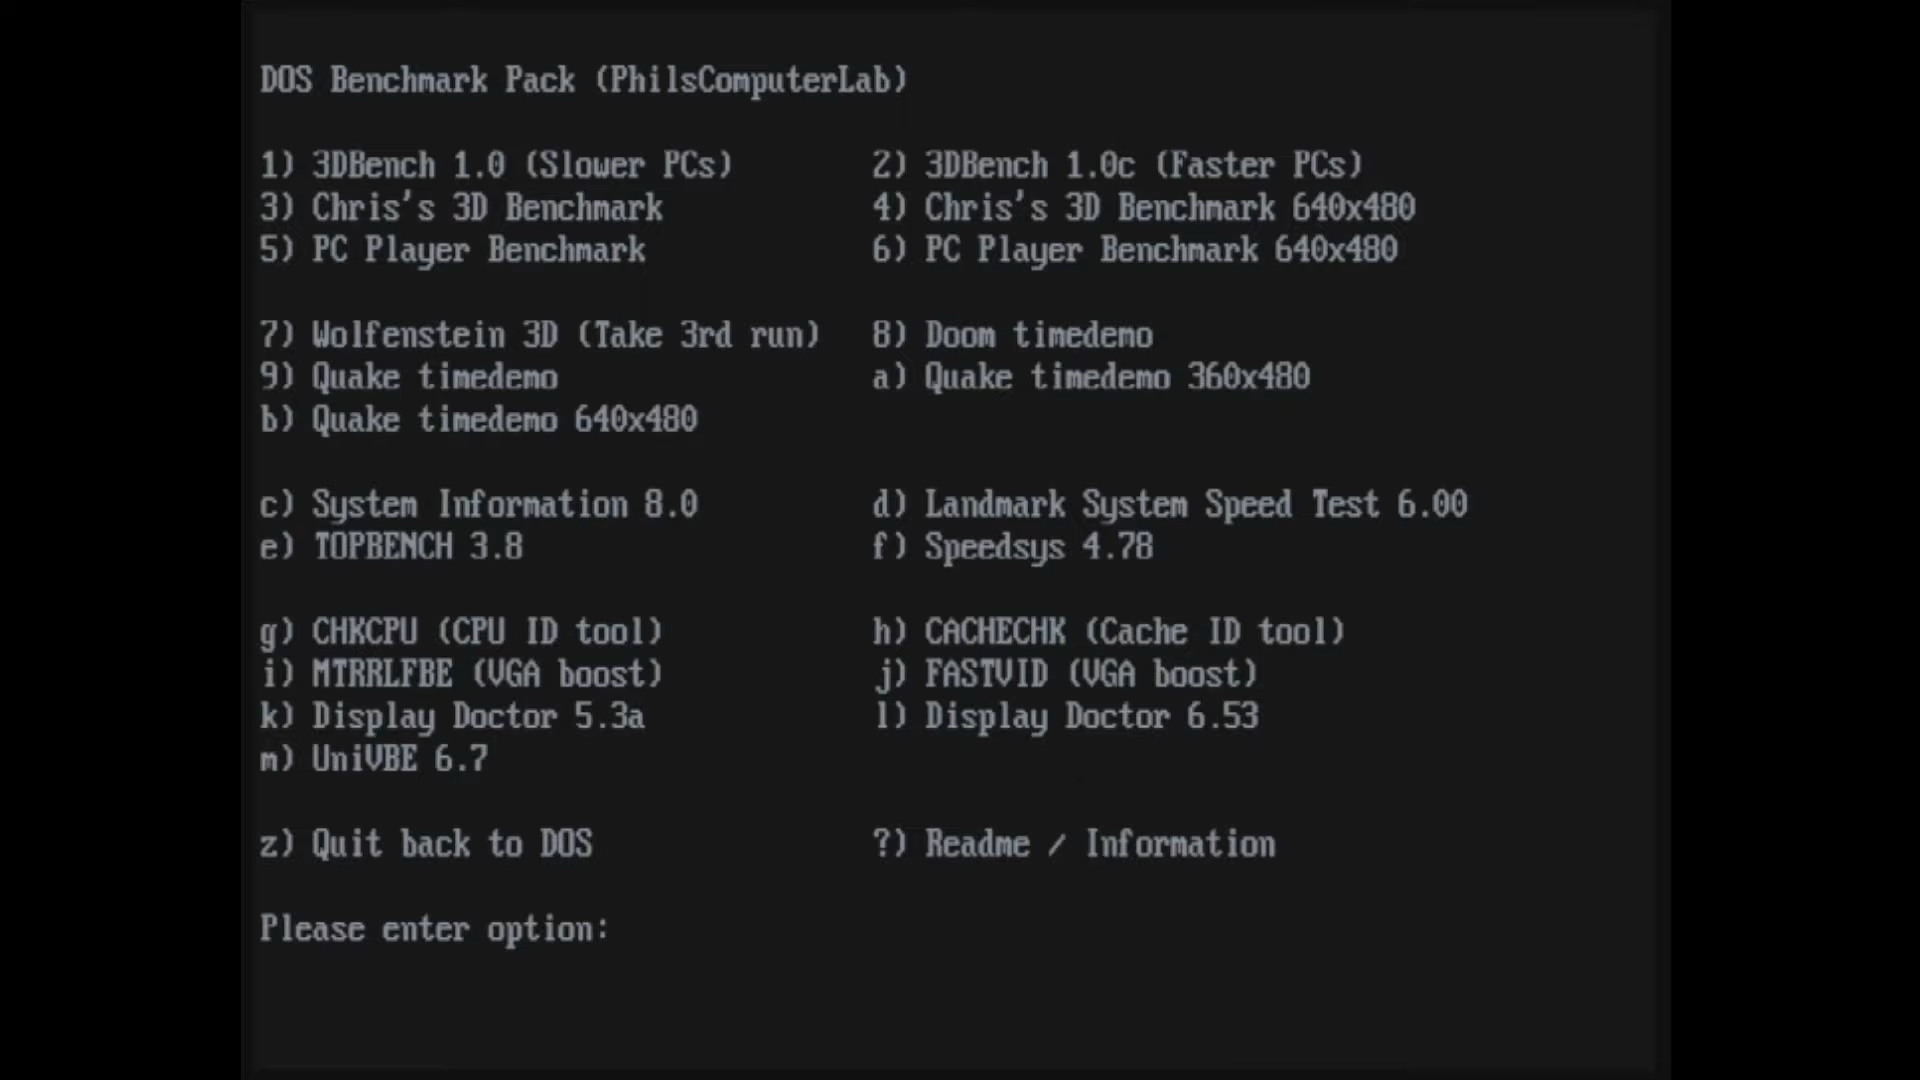 DOS Benchmark Pack (PhilsComputerLab)
1) 3DBench 1.0 (Slower PCs) 2) 3DBench 1.0c (Faster PCs)
3) Chris's 3D Benchmark 4) Chris's 3D Benchmark 640x480
5) PC Player Benchmark 6) PC Player Benchmark 640x480
7) Wolfenstein 3D (Take 3rd run) 8) Doom timedemo
9) Quake timedemo a) Quake timedemo 360x480
b) Quake timedemo 640x480
c) System Information 8.0 d) Landmark System Speed Test 6.00
e) TOPBENCH 3.8 f) Speedsys 4.78
g) CHKCPU (CPU ID tool) h) CACHECHK (Cache ID tool)
i) MTRRLFBE (VGA boost) j) FASTVID (VGA boost)
k) Display Doctor 5.3a l) Display Doctor 6.53
m) UniVBE 6.7
z) Quit back to DOS ?) Readme / Information
Please enter option: